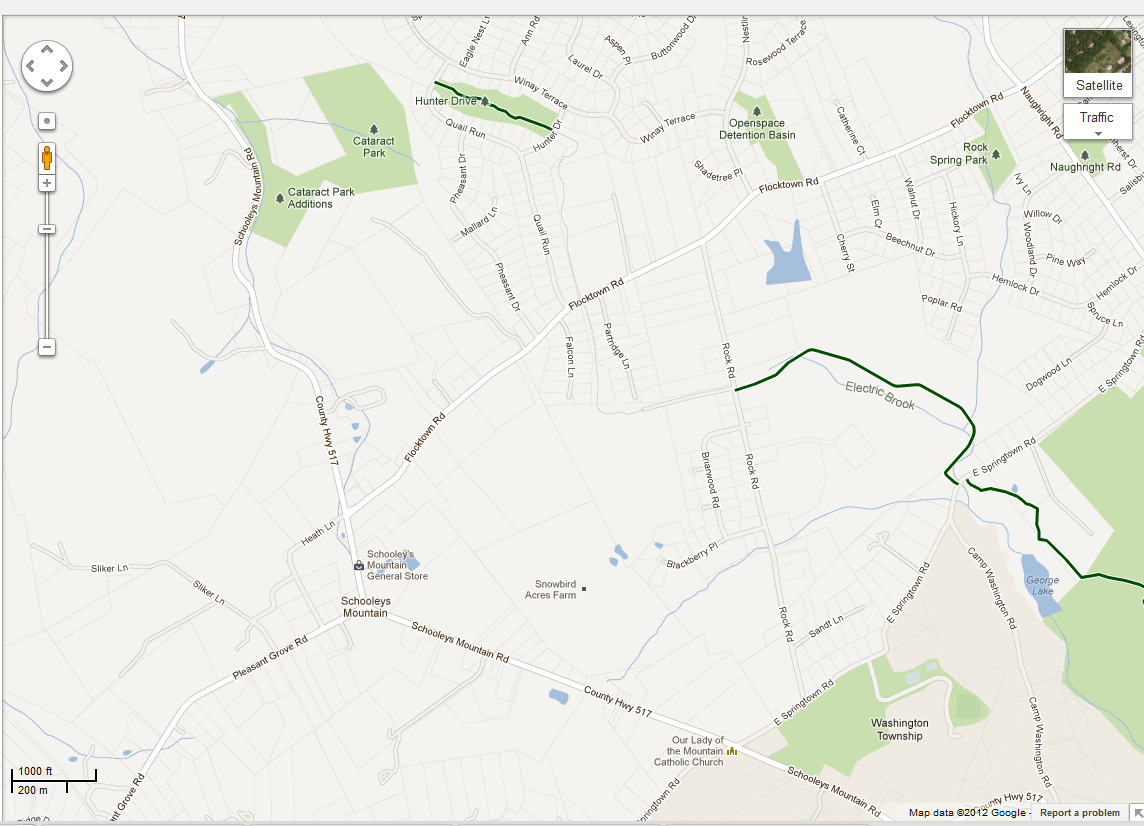 Eagle Nest Ln
Ann Rd
Aspen Pl
Buttonwood Dr
Rosewood Terrace
Laurel Dr
Winay Terrace
Satellite
Traffic
Hunter Drive
Quail Run
Hunter Dr
Winay Terrace
Openspace
Detention Basin
Catherine Ct
Flocktown Rd
Naughright Rd
Cataract
Park
Rock
Spring Park
Naughright Rd
Shadetree Pl
Flocktown Rd
Schooleys Mountain Rd
Cataract Park
Additions
Pheasant Dr
Mallard Ln
Quail Run
Elm Ct
Walnut Dr
Hickory Ln
Ivy Ln
Willow Dr
Woodland Dr
Cherry St
Beechnut Dr
Pine Way
Hemlock Dr
Hemlock Dr
Pheasant Dr
Flocktown Rd
Poplar Rd
Spruce Ln
Falcon Ln
Partridge Ln
Rock Rd
Dogwood Ln
E Springtown Rd
Electric Brook
County Hwy 517
Flocktown Rd
E Springtown Rd
Briarwood Rd
Rock Rd
Heath Ln
Schooley's
Mountain
General Store
Blackberry Pl
Sliker Ln
Sliker Ln
Snowbird
Acres Farm
Camp Washington Rd
George
Lake
E Springtown Rd
Schooleys
Mountain
Rock Rd
Sandt Ln
Schooleys Mountain Rd
Pleasant Grove Rd
County Hwy 517
E Springtown Rd
Washington
Township
Camp Washington Rd
Our Lady of
the Mountain
Catholic Church
Schooleys Mountain Rd
1000 ft
200 m
County Hwy 517
Map data ©2012 Google -
Report a problem